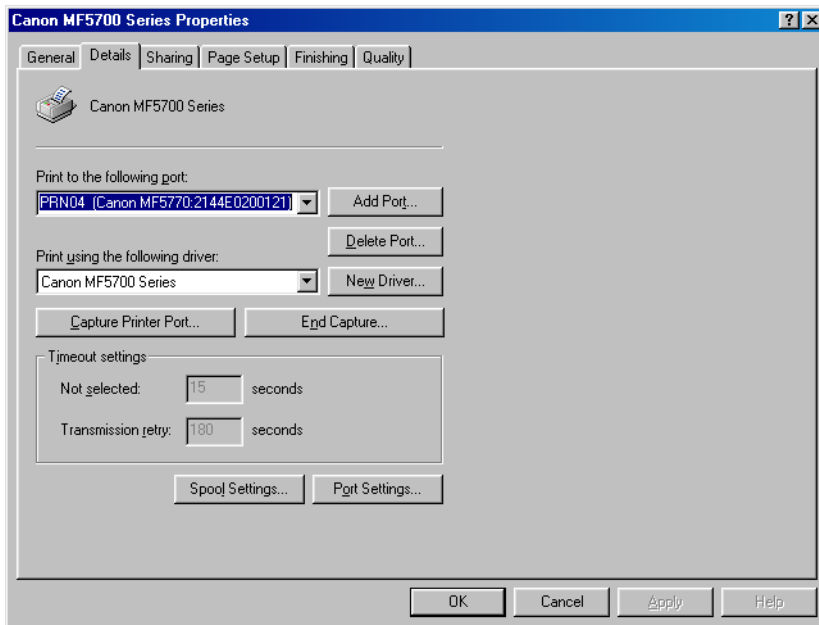 Canon MF5700 Series Properties
General Details Sharing Page Setup Finishing Quality
Canon MF5700 Series
Print to the following port:
PRN04 (Canon MF5770:2144E0200121) Add Port...
Delete Port...
Print using the following driver:
Canon MF5700 Series New Driver...
Capture Printer Port... End Capture...
Timeout settings
Not selected: 15 seconds
Transmission retry: 180 seconds
Spool Settings... Port Settings...
OK Cancel Apply Help